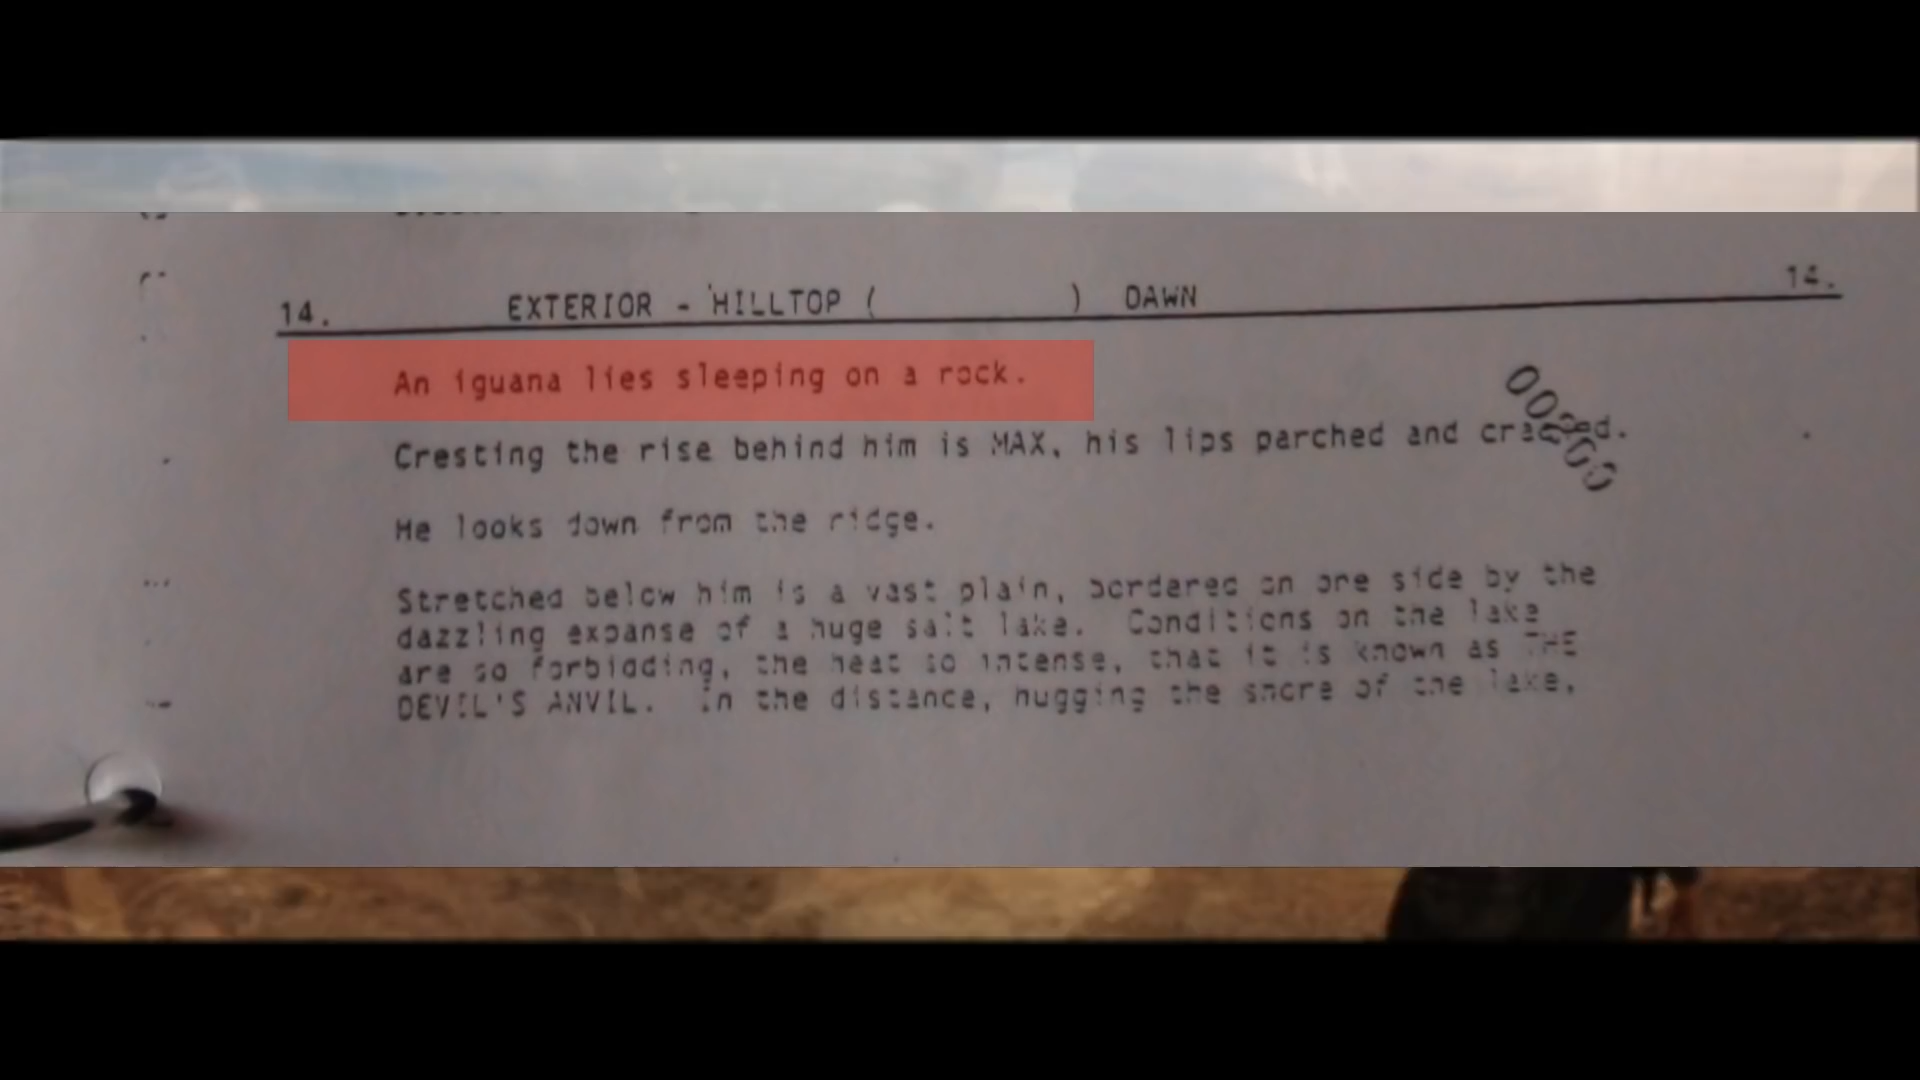 14. EXTERIOR - HILLTOP ( ) DAWN 14.
An iguana lies sleeping on a rock.
Cresting the rise behind him is MAX, his lips parched and cracked.
He looks down from the ridge.
Stretched below him is a vast plain, bordered on one side by the
dazzling expanse of a huge salt lake. Conditions on the lake
are so forbidding, the heat so intense, that it is known as THE
DEVIL'S ANVIL. In the distance, hugging the shore of the lake,